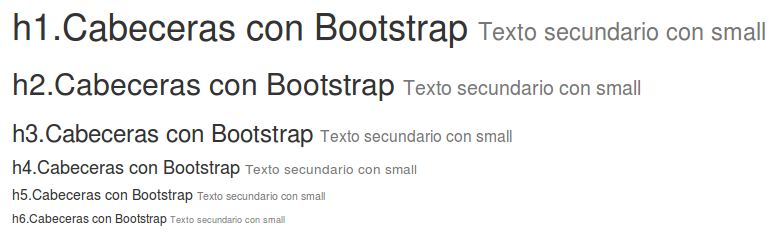 h1.Cabeceras con Bootstrap Texto secundario con small
h2.Cabeceras con Bootstrap Texto secundario con small
h3.Cabeceras con Bootstrap Texto secundario con small
h4.Cabeceras con Bootstrap Texto secundario con small
h5.Cabeceras con Bootstrap Texto secundario con small
h6.Cabeceras con Bootstrap Texto secundario con small